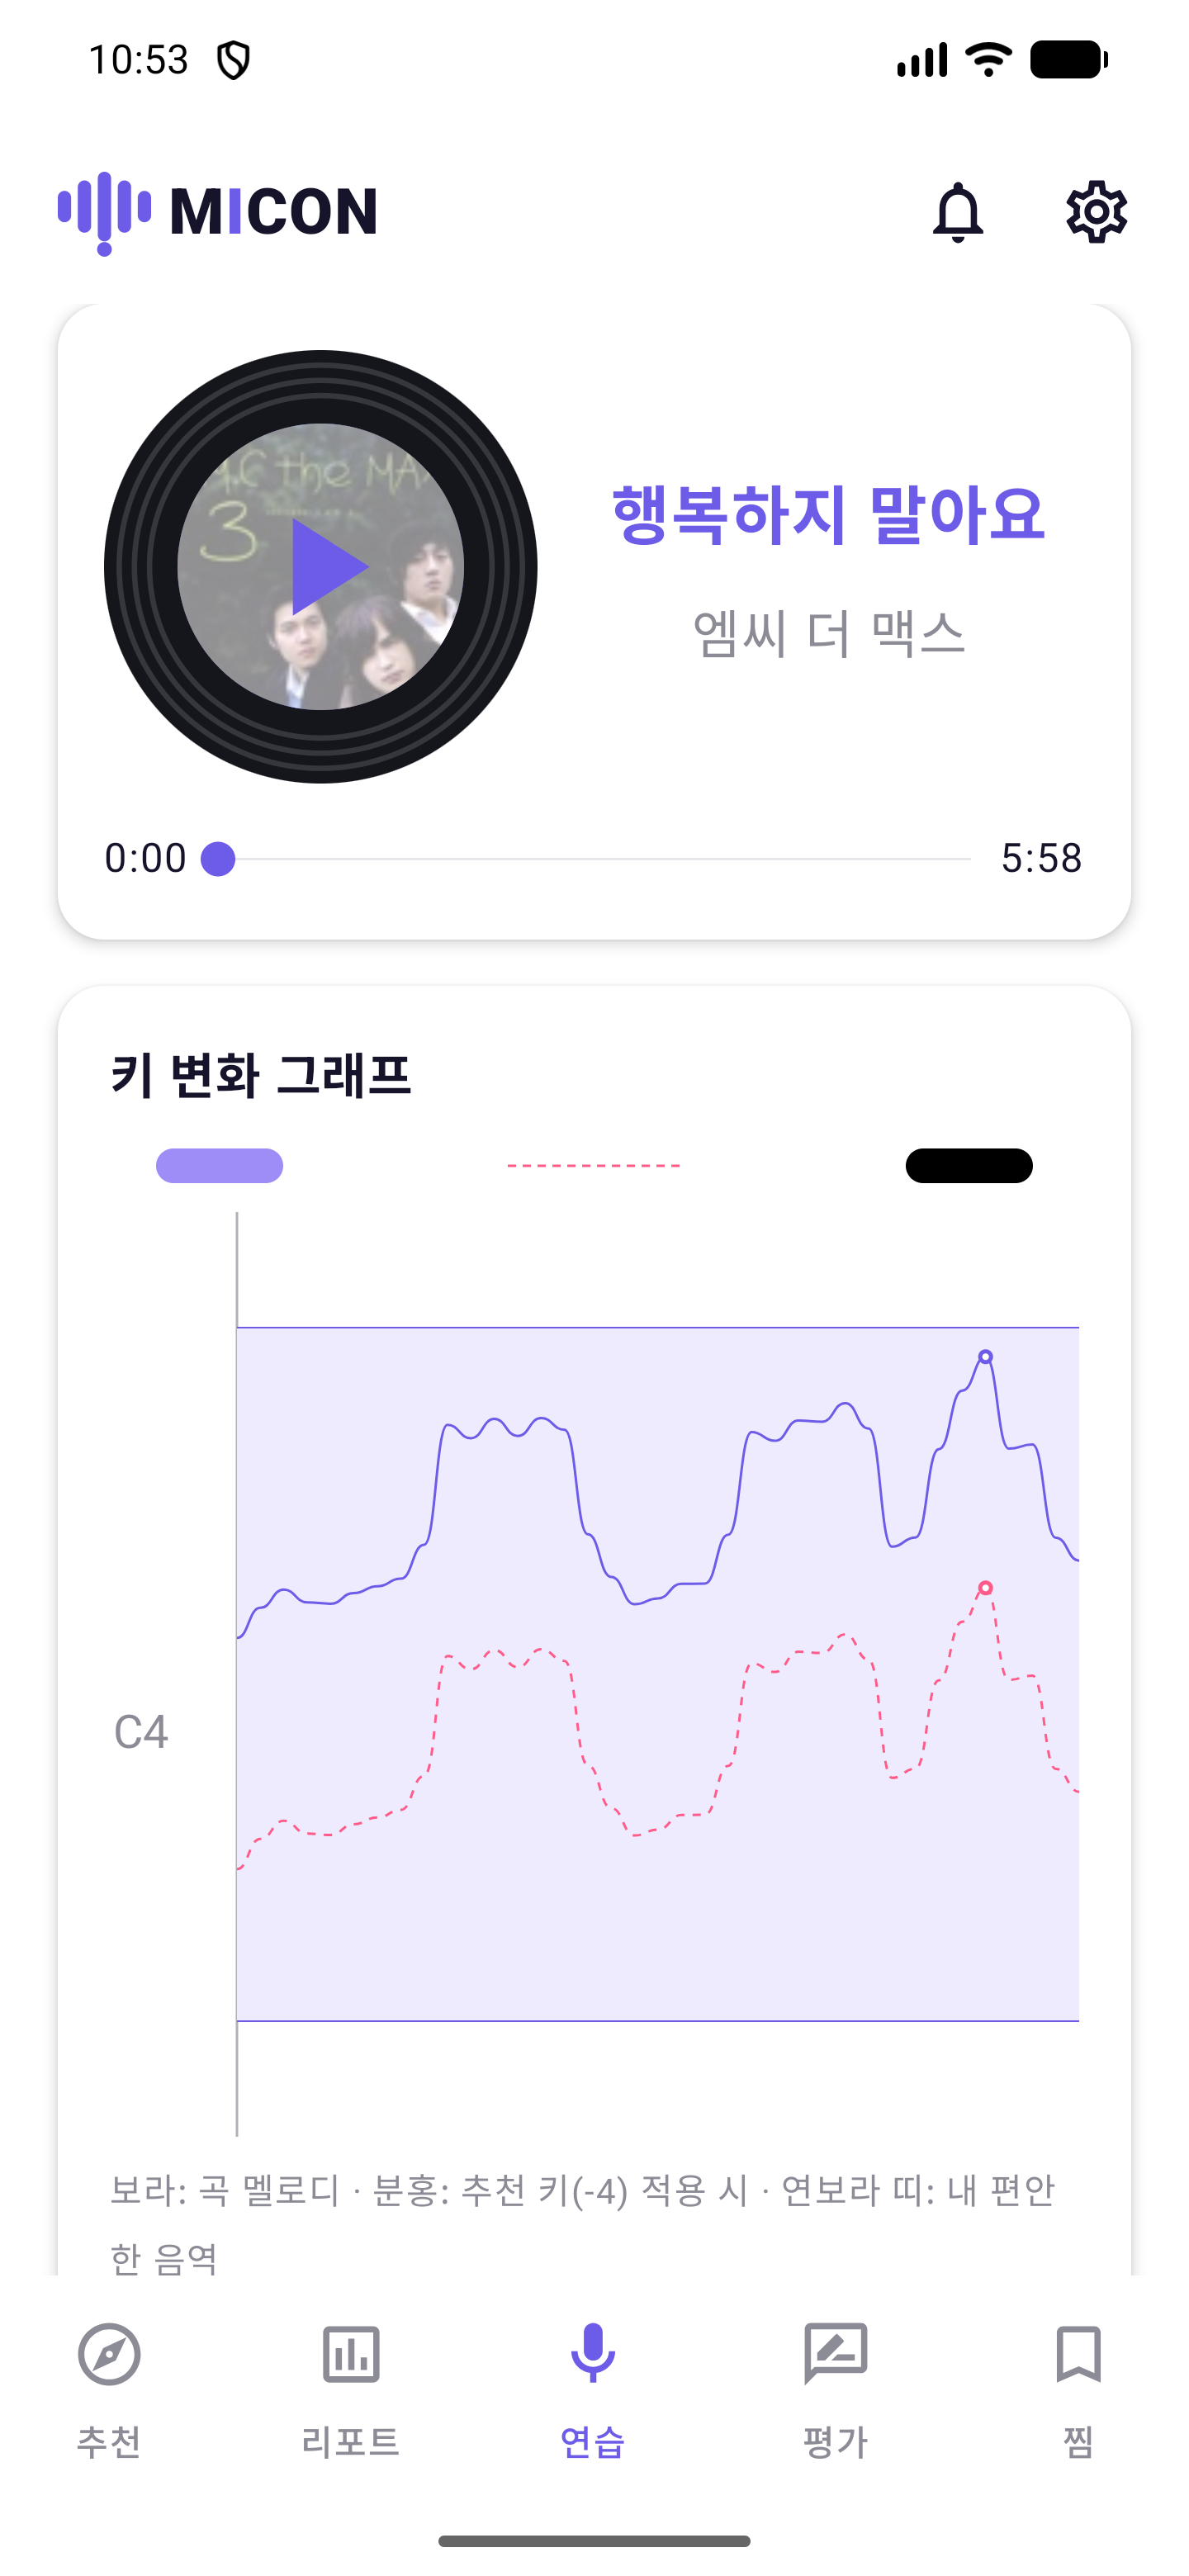 10:53
MICON
M.C the MAX
3
행복하지 말아요
엠씨 더 맥스
0:00
5:58
키 변화 그래프
C4
보라: 곡 멜로디 · 분홍: 추천 키(-4) 적용 시 · 연보라 띠: 내 편안
한 음역
추천
리포트
연습
평가
찜